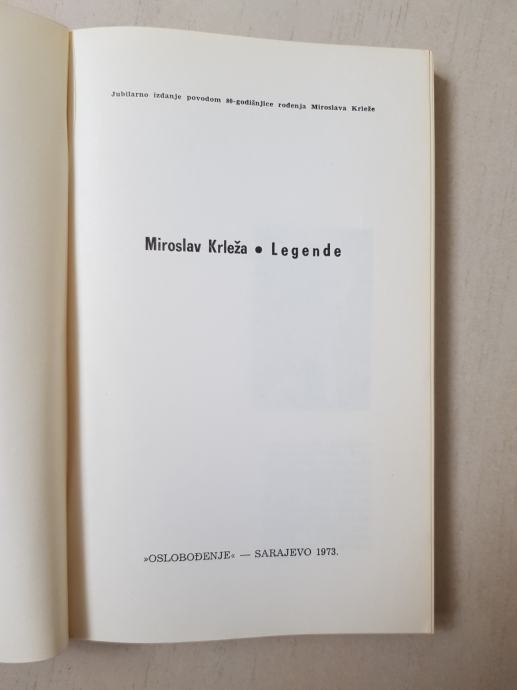 Jubilarno izdanje povodom 80-godišnjice rođenja Miroslava Krleže
Miroslav Krleža • Legende
»OSLOBOĐENJE« — SARAJEVO 1973.